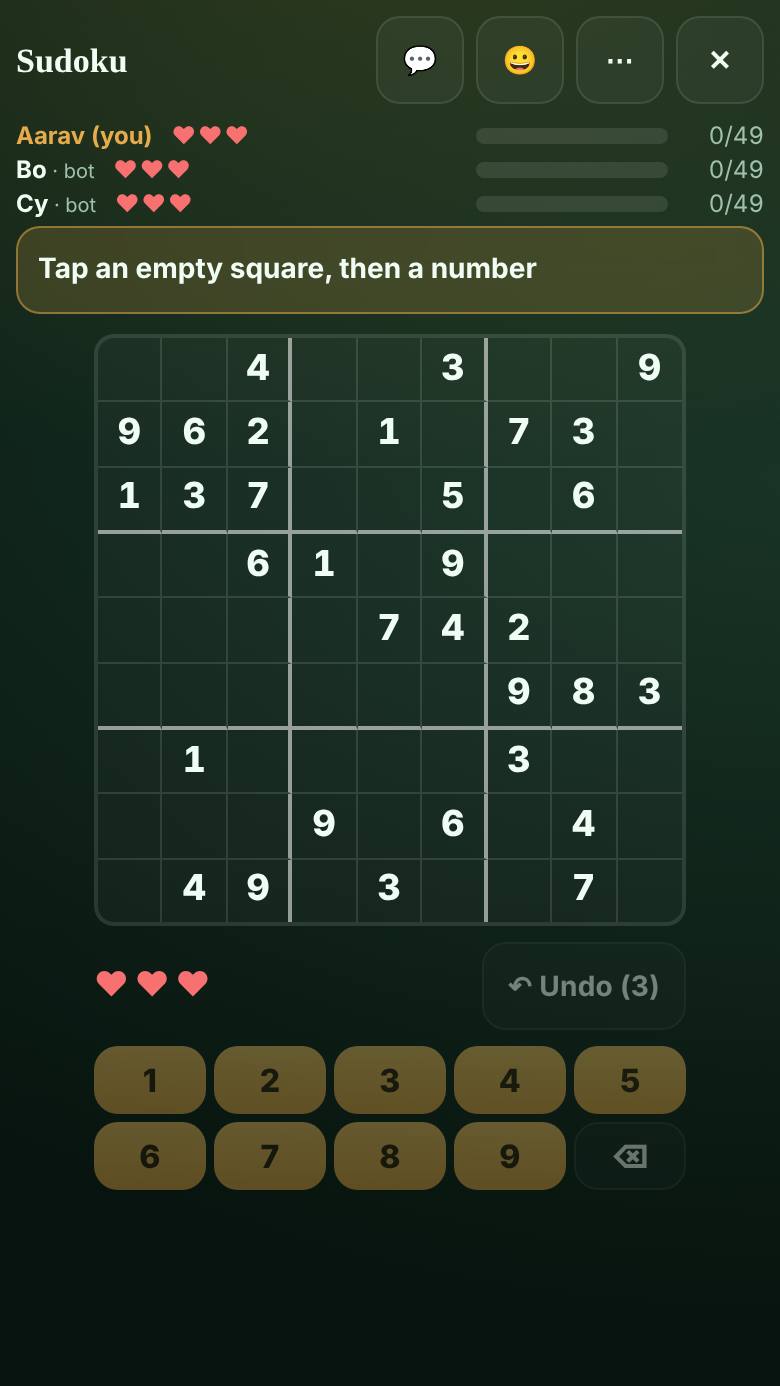 Sudoku 💬 😀 ⋯ ✕
Aarav (you) ♥♥♥ 0/49
Bo · bot ♥♥♥ 0/49
Cy · bot ♥♥♥ 0/49
Tap an empty square, then a number
4 3 9
9 6 2 1 7 3
1 3 7 5 6
6 1 9
7 4 2
9 8 3
1 3
9 6 4
4 9 3 7
♥♥♥ ↶ Undo (3)
1 2 3 4 5
6 7 8 9 ⌫